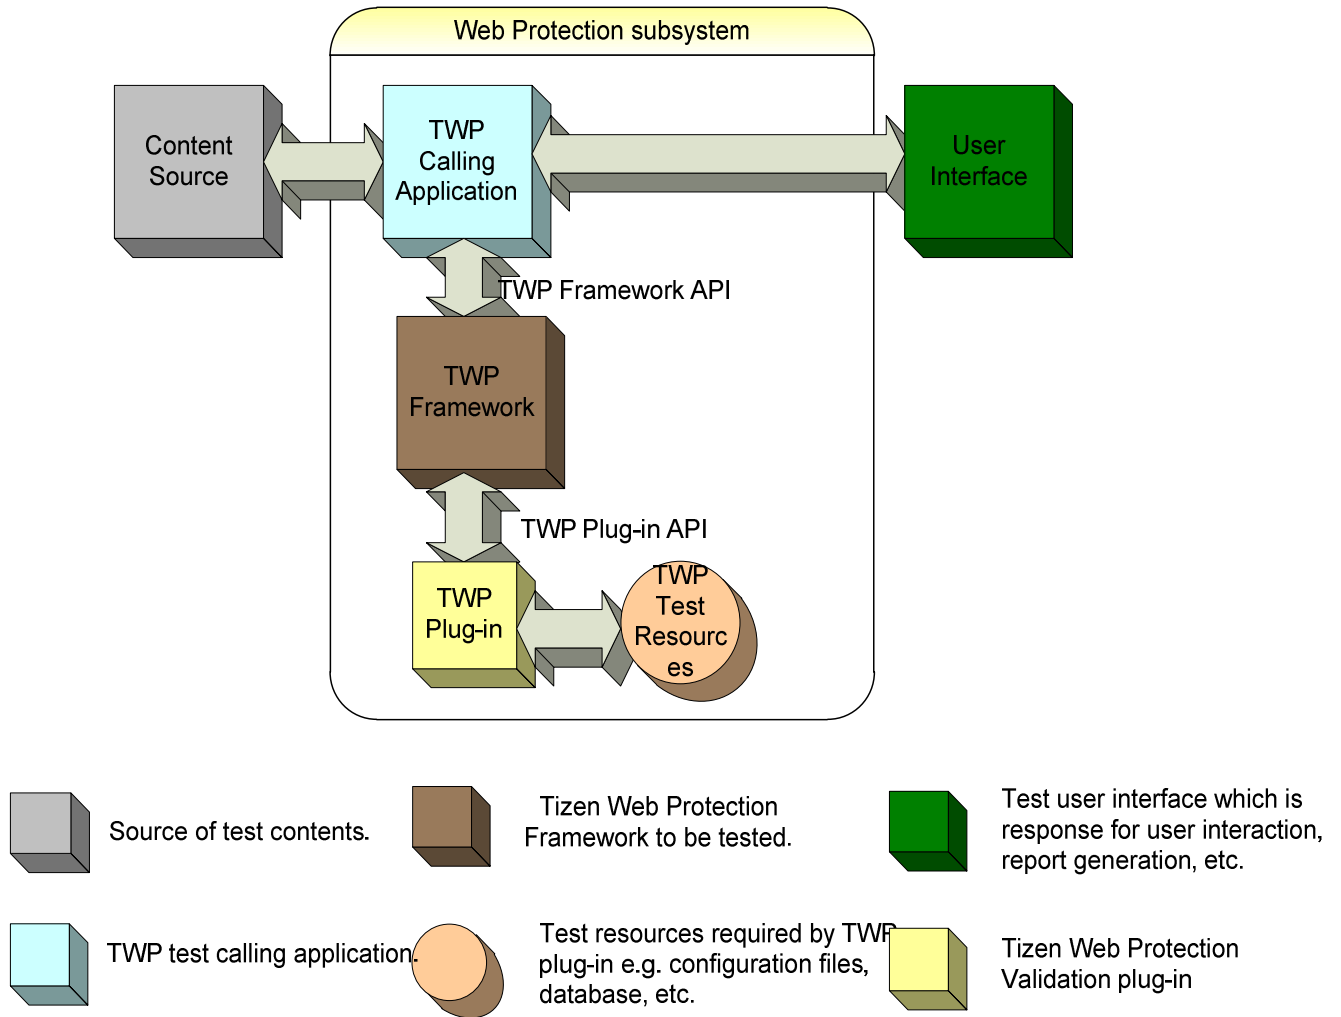 Web Protection subsystem
Content
Source
TWP
Calling
Application
User
Interface
TWP Framework API
TWP
Framework
TWP Plug-in API
TWP
Plug-in
TWP
Test
Resourc
es
Source of test contents.
Tizen Web Protection
Framework to be tested.
Test user interface which is
response for user interaction,
report generation, etc.
TWP test calling application.
Test resources required by TWP
plug-in e.g. configuration files,
database, etc.
Tizen Web Protection
Validation plug-in